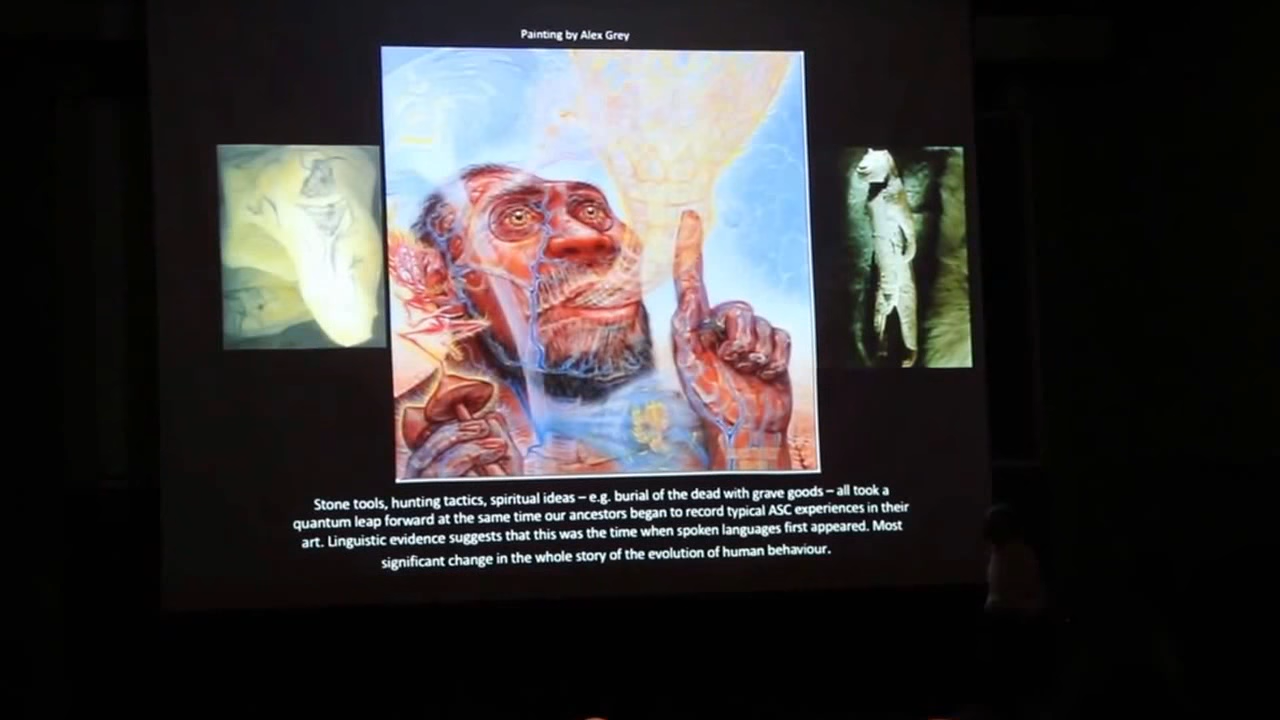 Painting by Alex Grey
Stone tools, hunting tactics, spiritual ideas – e.g. burial of the dead with grave goods – all took a
quantum leap forward at the same time our ancestors began to record typical ASC experiences in their
art. Linguistic evidence suggests that this was the time when spoken languages first appeared. Most
significant change in the whole story of the evolution of human behaviour.